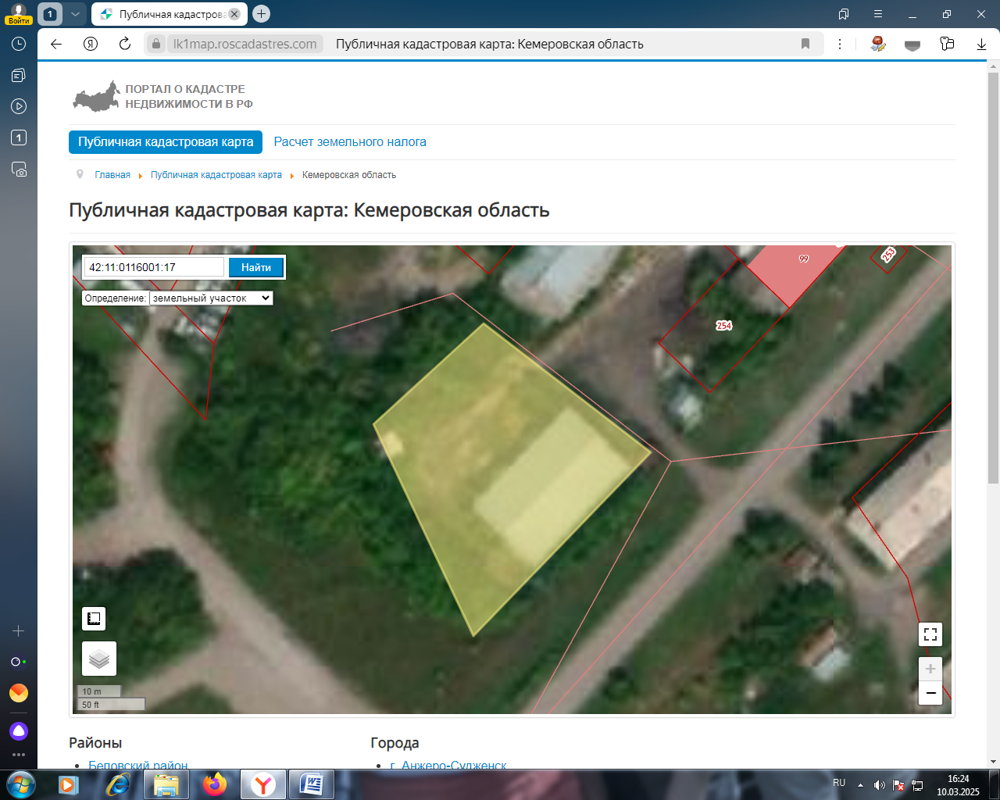 Войти
1
Публичная кадастрова
lk1map.roscadastres.com
Публичная кадастровая карта: Кемеровская область
1
ПОРТАЛ О КАДАСТРЕ
НЕДВИЖИМОСТИ В РФ
Публичная кадастровая карта
Расчет земельного налога
Главная
Публичная кадастровая карта
Кемеровская область
Публичная кадастровая карта: Кемеровская область
42:11:0116001:17
Найти
Определение:
земельный участок
99
253
254
10 m
50 ft
Районы
Города
Беловский район
г. Анжеро-Судженск
RU
16:24
10.03.2025